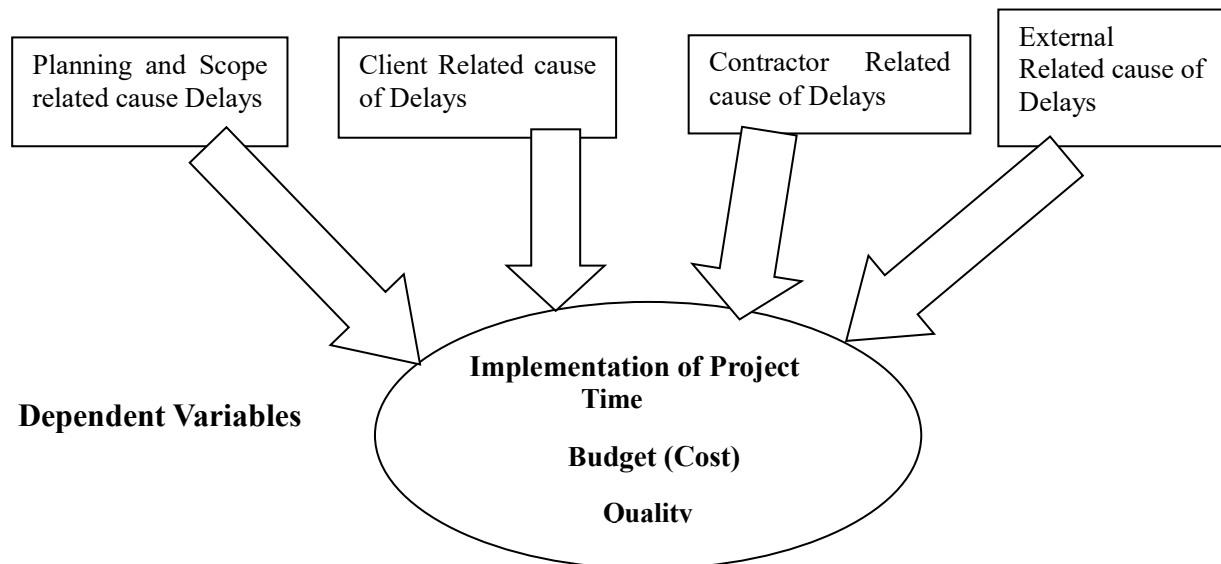 Planning and Scope
related cause Delays
Client Related cause
of Delays
Contractor Related
cause of Delays
External
Related cause of
Delays
Implementation of Project
Time
Dependent Variables
Budget (Cost)
Quality